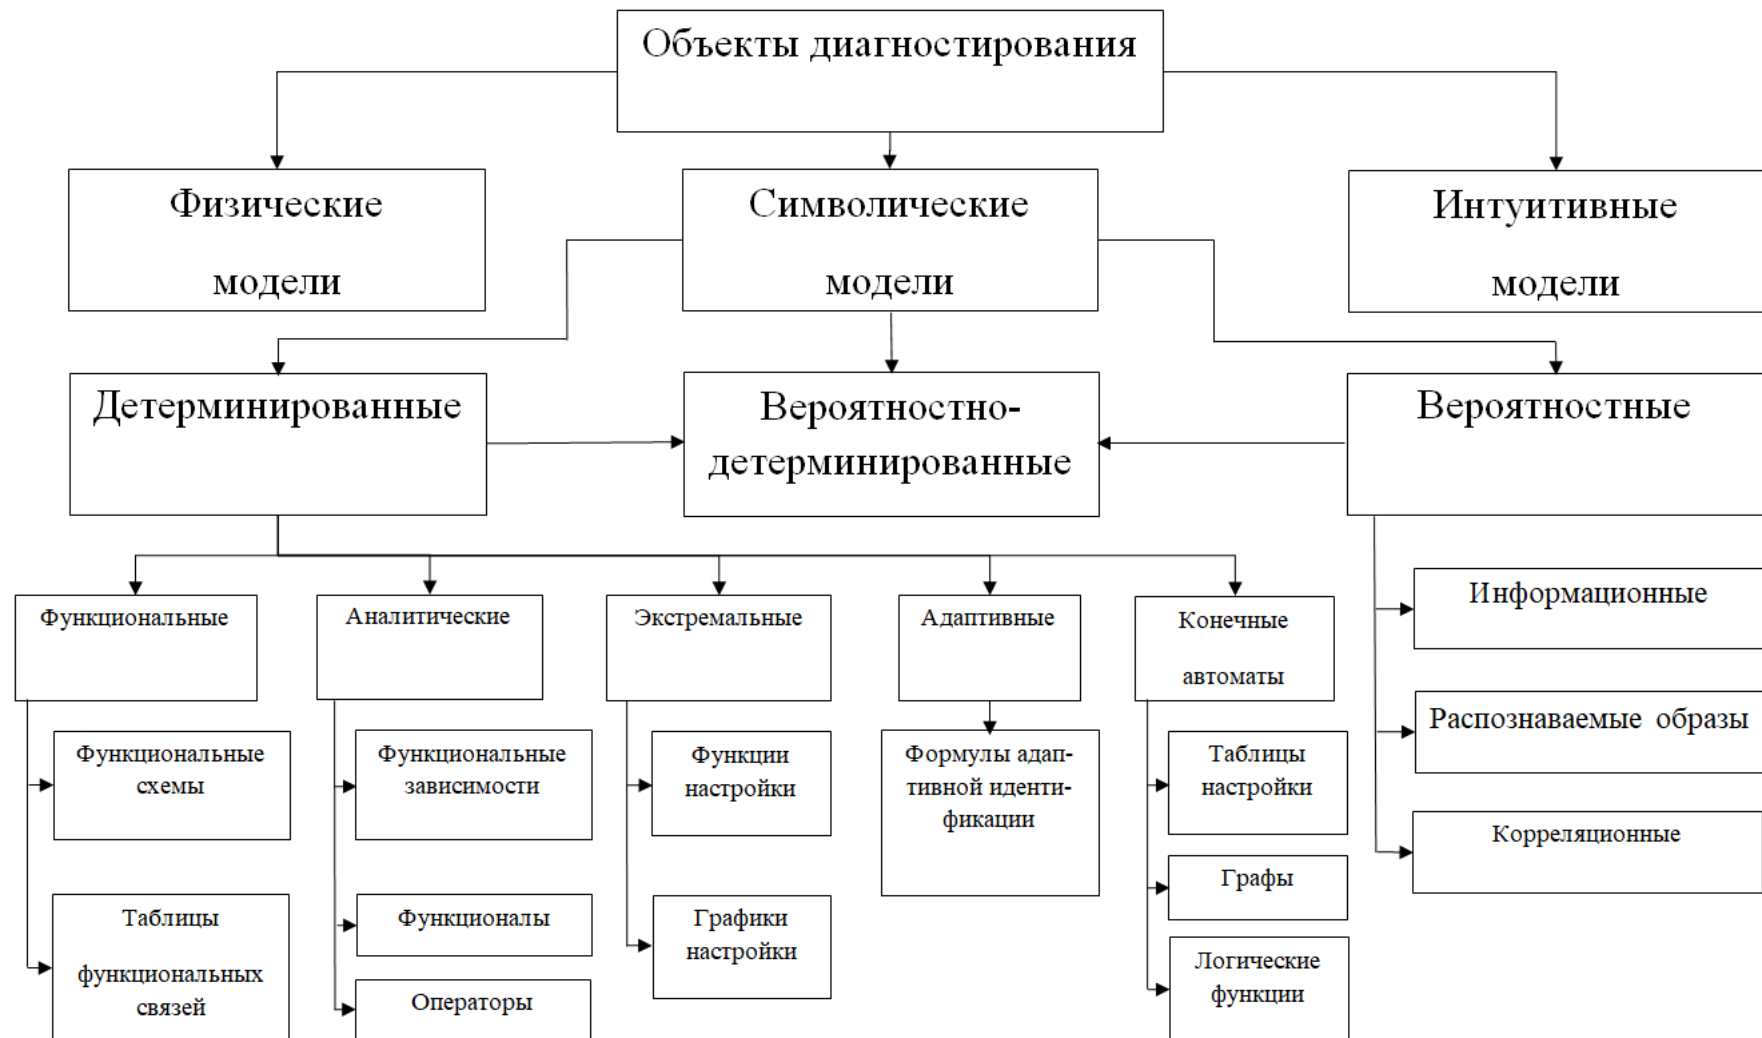 Объекты диагностирования
Физические
модели
Символические
модели
Интуитивные
модели
Детерминированные
Вероятностно-
детерминированные
Вероятностные
Функциональные
Аналитические
Экстремальные
Адаптивные
Конечные
автоматы
Информационные
Распознаваемые образы
Корреляционные
Функциональные
схемы
Таблицы
функциональных
связей
Функциональные
зависимости
Функционалы
Операторы
Функции
настройки
Графики
настройки
Формулы адап-
тивной иденти-
фикации
Таблицы
настройки
Графы
Логические
функции